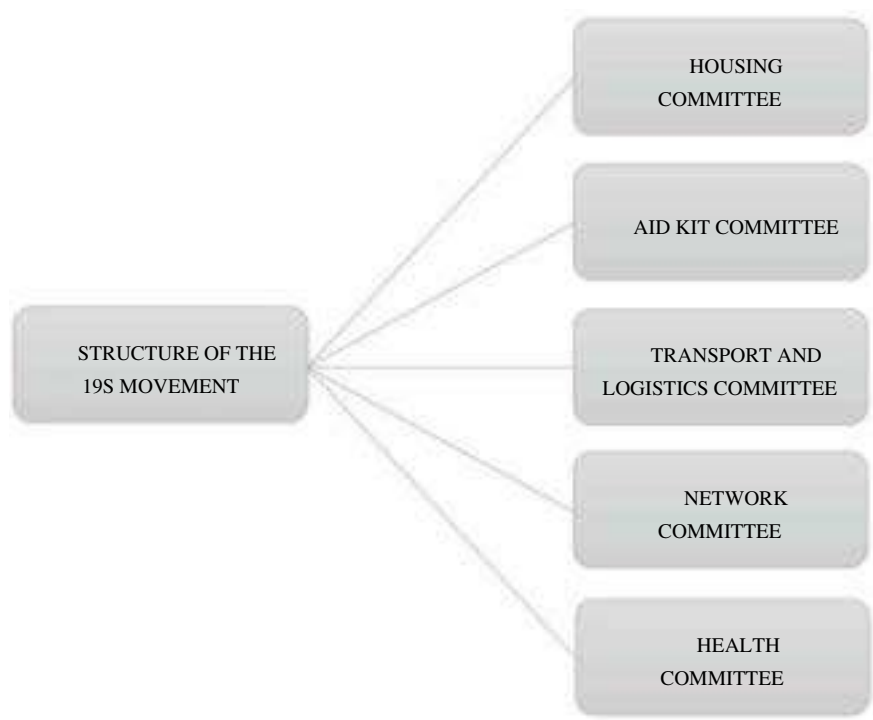 HOUSING
COMMITTEE
AID KIT COMMITTEE
STRUCTURE OF THE
19S MOVEMENT
TRANSPORT AND
LOGISTICS COMMITTEE
NETWORK
COMMITTEE
HEALTH
COMMITTEE